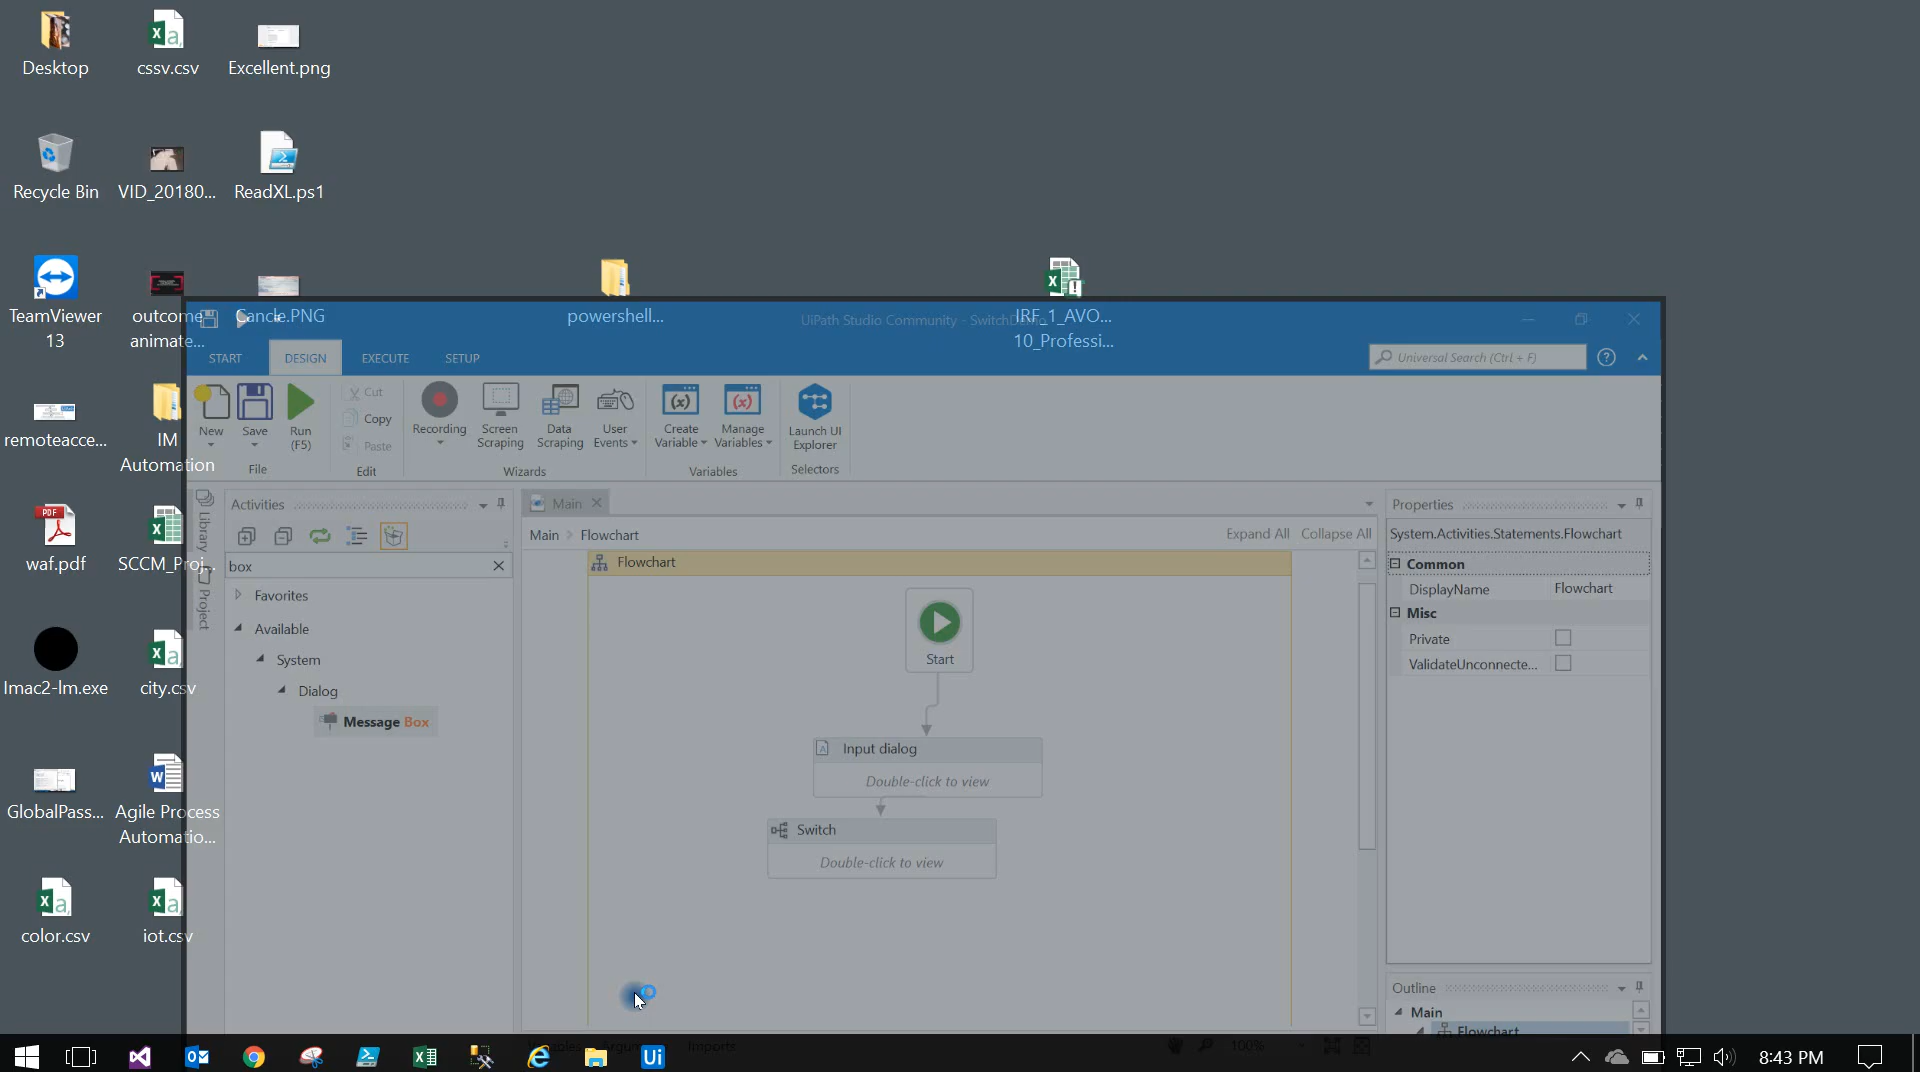 Desktop
cssv.csv
Excellent.png
Recycle Bin
VID_20180...
ReadXL.ps1
TeamViewer
13
outcome
animate...
Cancle.PNG
powershell...
IRF_1_AVO...
10_Professi...
remoteacce...
IM
Automation
waf.pdf
SCCM_Proj...
lmac2-lm.exe
city.csv
GlobalPass...
Agile Process
Automatio...
color.csv
iot.csv
UiPath Studio Community - SwitchDemo
START
DESIGN
EXECUTE
SETUP
Universal Search (Ctrl + F)
New
Save
Run
(F5)
File
Cut
Copy
Paste
Edit
Recording
Screen
Scraping
Data
Scraping
User
Events
Wizards
Create
Variable
Manage
Variables
Variables
Launch UI
Explorer
Selectors
Library
Project
Activities
box
Favorites
Available
System
Dialog
Message Box
Main
Main > Flowchart
Expand All
Collapse All
Flowchart
Start
Input dialog
Double-click to view
Switch
Double-click to view
Imports
100%
Properties
System.Activities.Statements.Flowchart
Common
DisplayName
Flowchart
Misc
Private
ValidateUnconnecte...
Outline
Main
Flowchart
Ui
8:43 PM